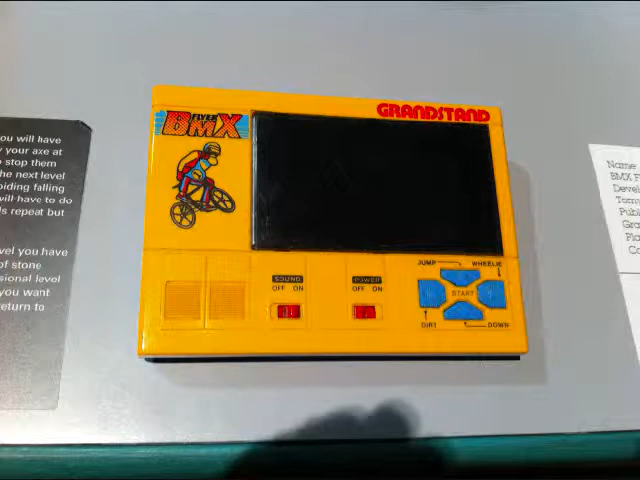 ou will have
your axe at
stop them
he next level
oiding falling
will have to do
ls repeat but
vel you have
of stone
sional level
you want
return to
GRANDSTAND
FLYER
BMX
SOUND
OFF ON
POWER
OFF ON
JUMP
WHEELIE
START
DIRT
DOWN
Name
BMX F
Devel
Tomy
Publi
Gra
Pla
Co